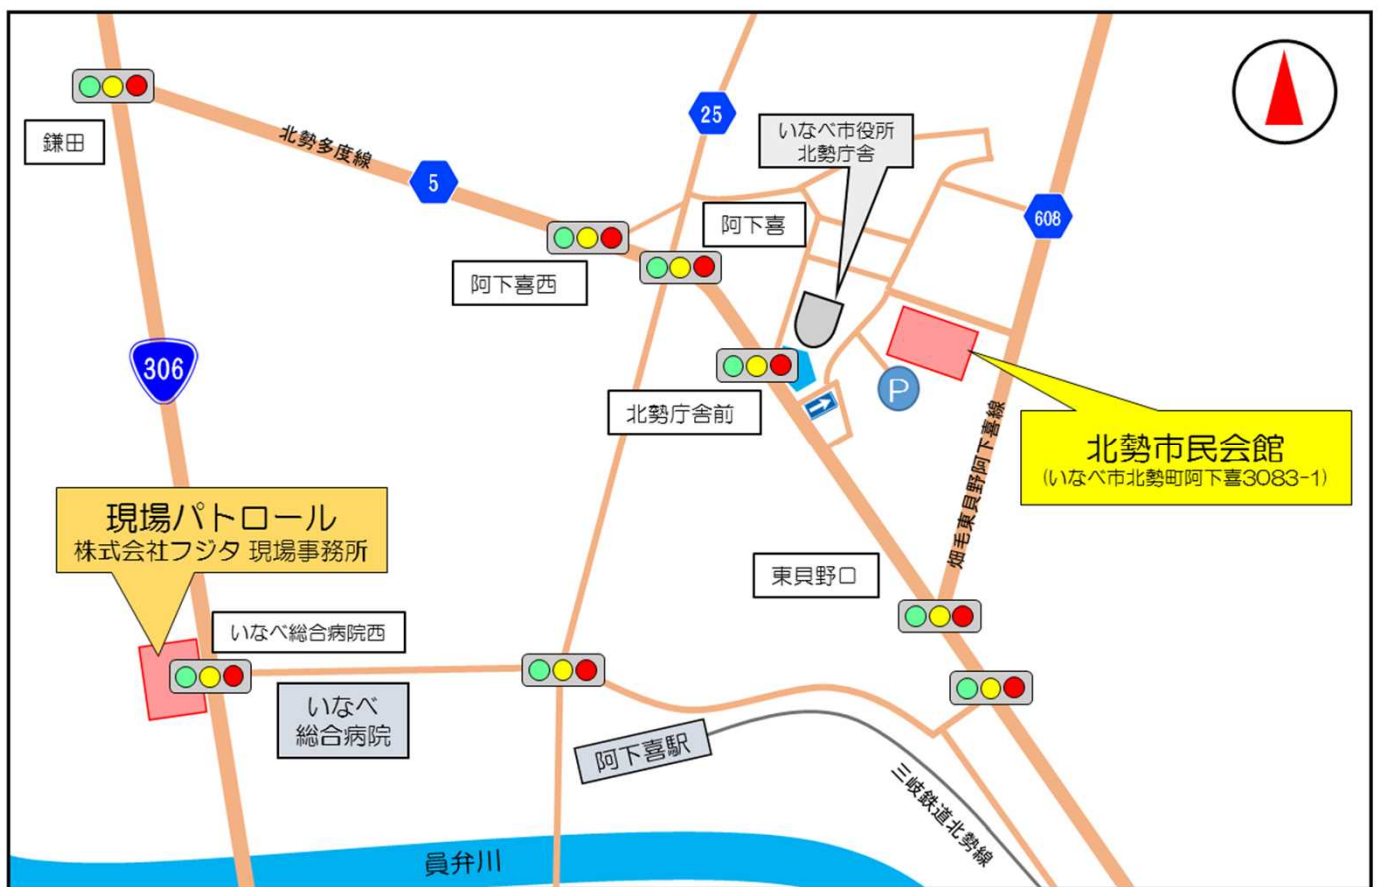 鎌田
北勢多度線
5
25
いなべ市役所
北勢庁舎
608
阿下喜
阿下喜西
306
北勢庁舎前
P
北勢市民会館
(いなべ市北勢町阿下喜3083-1)
畑毛東貝野阿下喜線
現場パトロール
株式会社フジタ 現場事務所
東貝野口
いなべ総合病院西
いなべ
総合病院
阿下喜駅
三岐鉄道北勢線
員弁川